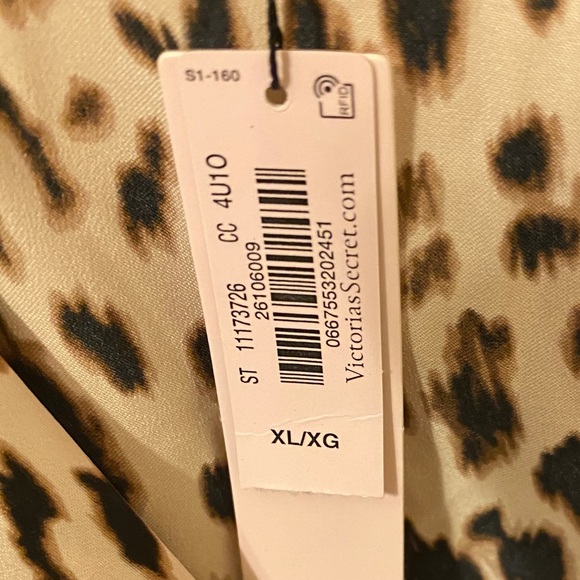 S1-160
RFID
ST 11173726 CC 4U1O
26106009
0667553202451
VictoriasSecret.com
XL/XG